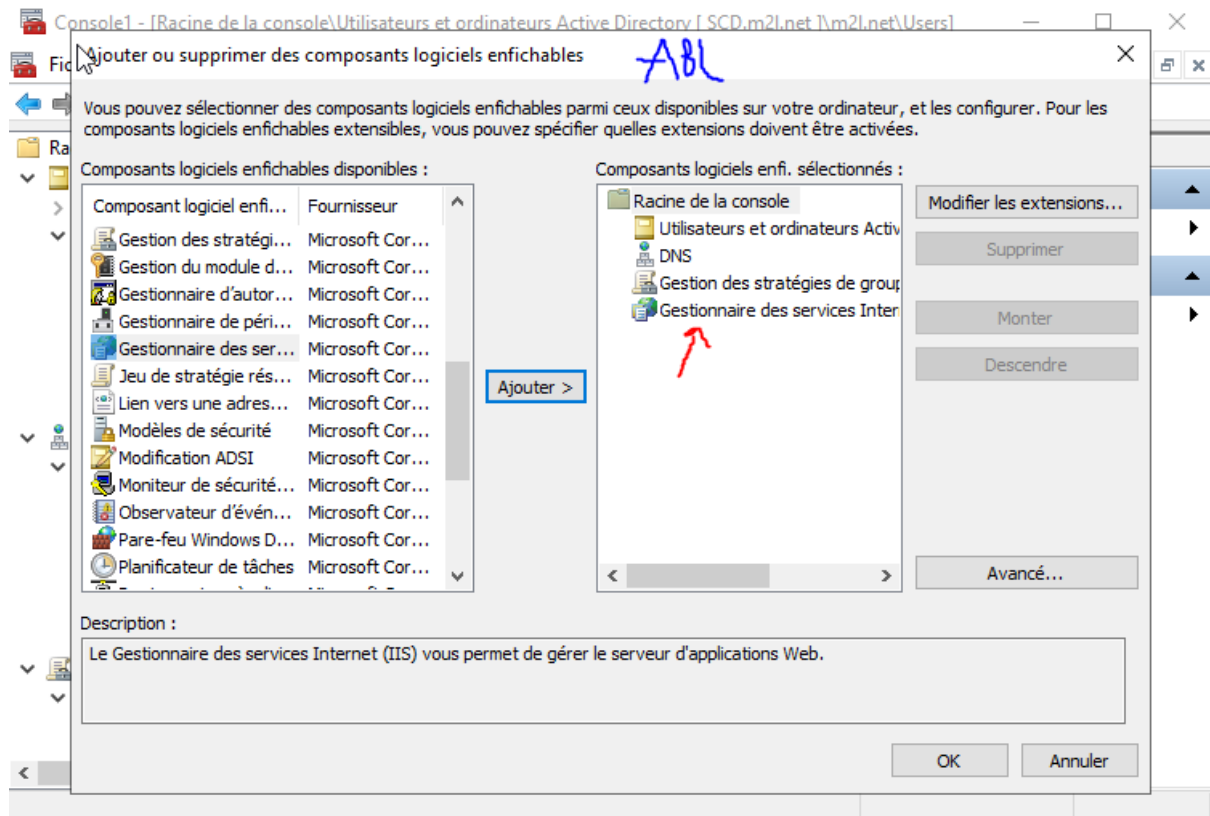 Console1 - [Racine de la console\Utilisateurs et ordinateurs Active Directory [ SCD.m2l.net ]\m2l.net\Users]
Ajouter ou supprimer des composants logiciels enfichables
ABL
Vous pouvez sélectionner des composants logiciels enfichables parmi ceux disponibles sur votre ordinateur, et les configurer. Pour les
composants logiciels enfichables extensibles, vous pouvez spécifier quelles extensions doivent être activées.
Ra
Composants logiciels enfichables disponibles :
Composant logiciel enfi... Fournisseur
Gestion des stratégi... Microsoft Cor...
Gestion du module d... Microsoft Cor...
Gestionnaire d'autor... Microsoft Cor...
Gestionnaire de péri... Microsoft Cor...
Gestionnaire des ser... Microsoft Cor...
Jeu de stratégie rés... Microsoft Cor...
Lien vers une adres... Microsoft Cor...
Modèles de sécurité Microsoft Cor...
Modification ADSI Microsoft Cor...
Moniteur de sécurité... Microsoft Cor...
Observateur d'évén... Microsoft Cor...
Pare-feu Windows D... Microsoft Cor...
Planificateur de tâches Microsoft Cor...
Ajouter >
Composants logiciels enfi. sélectionnés :
Racine de la console
Utilisateurs et ordinateurs Activ
DNS
Gestion des stratégies de group
Gestionnaire des services Inter
Modifier les extensions...
Supprimer
Monter
Descendre
Avancé...
Description :
Le Gestionnaire des services Internet (IIS) vous permet de gérer le serveur d'applications Web.
OK Annuler